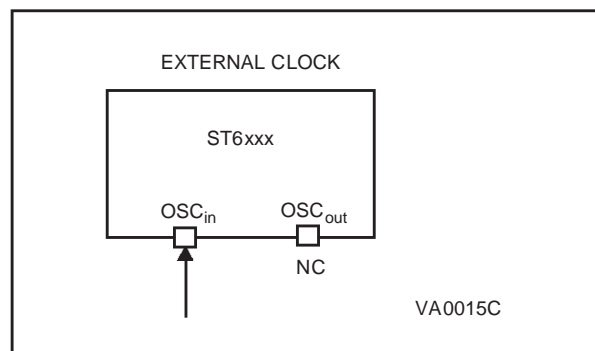 EXTERNAL CLOCK
ST6xxx
OSCin OSCout
NC
VA0015C